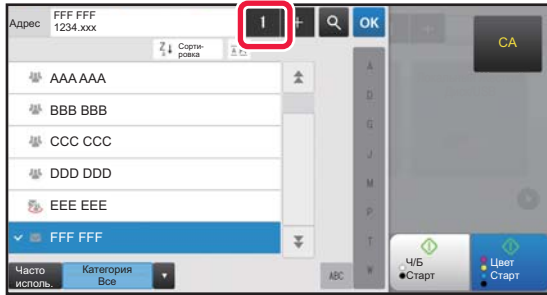 Адрес
FFF FFF
1234.xxx
1
+
OK
CA
Z
Сорти-
ровка
AAA AAA
BBB BBB
CCC CCC
DDD DDD
EEE EEE
FFF FFF
A
D
G
J
M
P
T
W
ABC
Часто
исполь.
Категория
Все
Ч/Б
Старт
Цвет
Старт